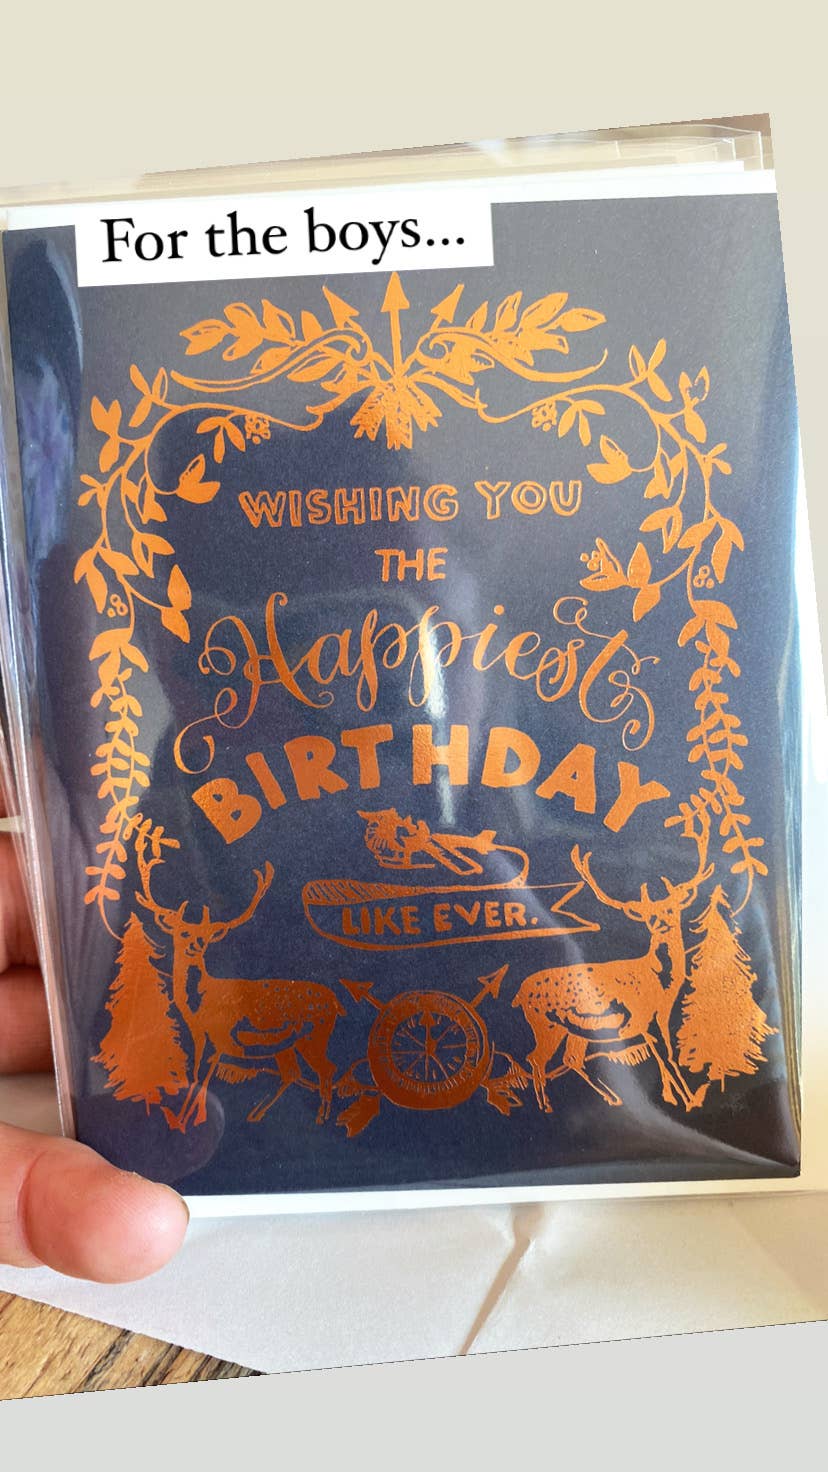 For the boys...
WISHING YOU
THE
Happiest
BIRTHDAY
LIKE EVER.